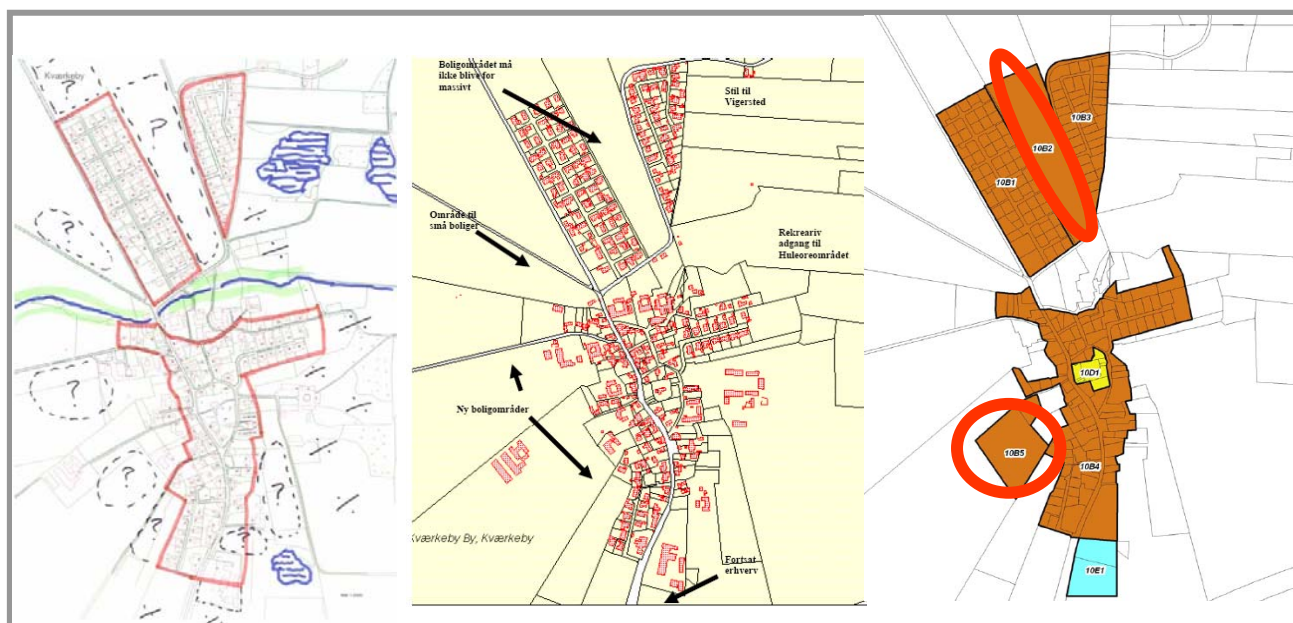 Kværkeby
?
?
?
?
?
?
?
?
?
Boligområdet må
ikke blive for
massivt
Stil til
Vigersted
Område til
små boliger
Rekreariv
adgang til
Huleoreområdet
Ny boligområder
Kværkeby By, Kværkeby
Fortsat
erhverv
10B3
10B2
10B1
10D1
10B5
10B4
10E1